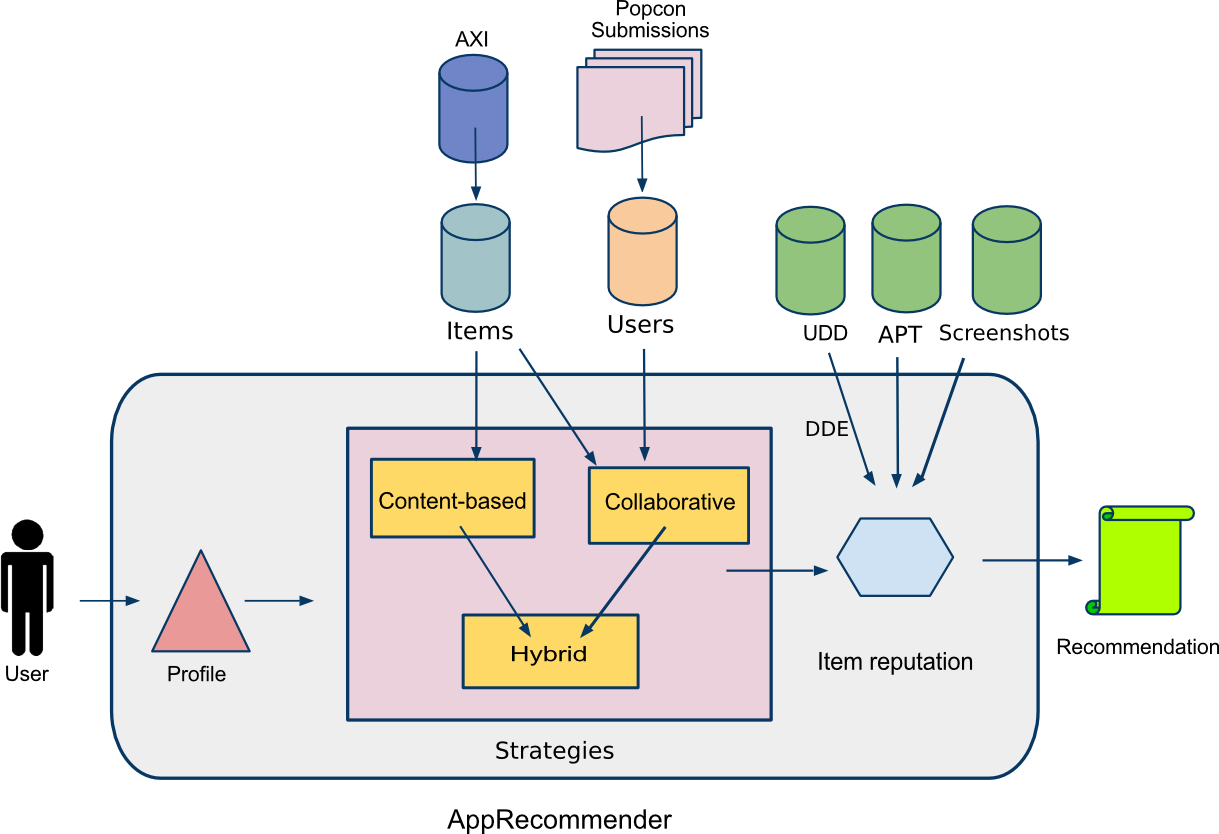 Popcon
Submissions
AXI
Items
Users
UDD
APT
Screenshots
DDE
Content-based
Collaborative
Hybrid
User
Profile
Item reputation
Recommendation
Strategies
AppRecommender